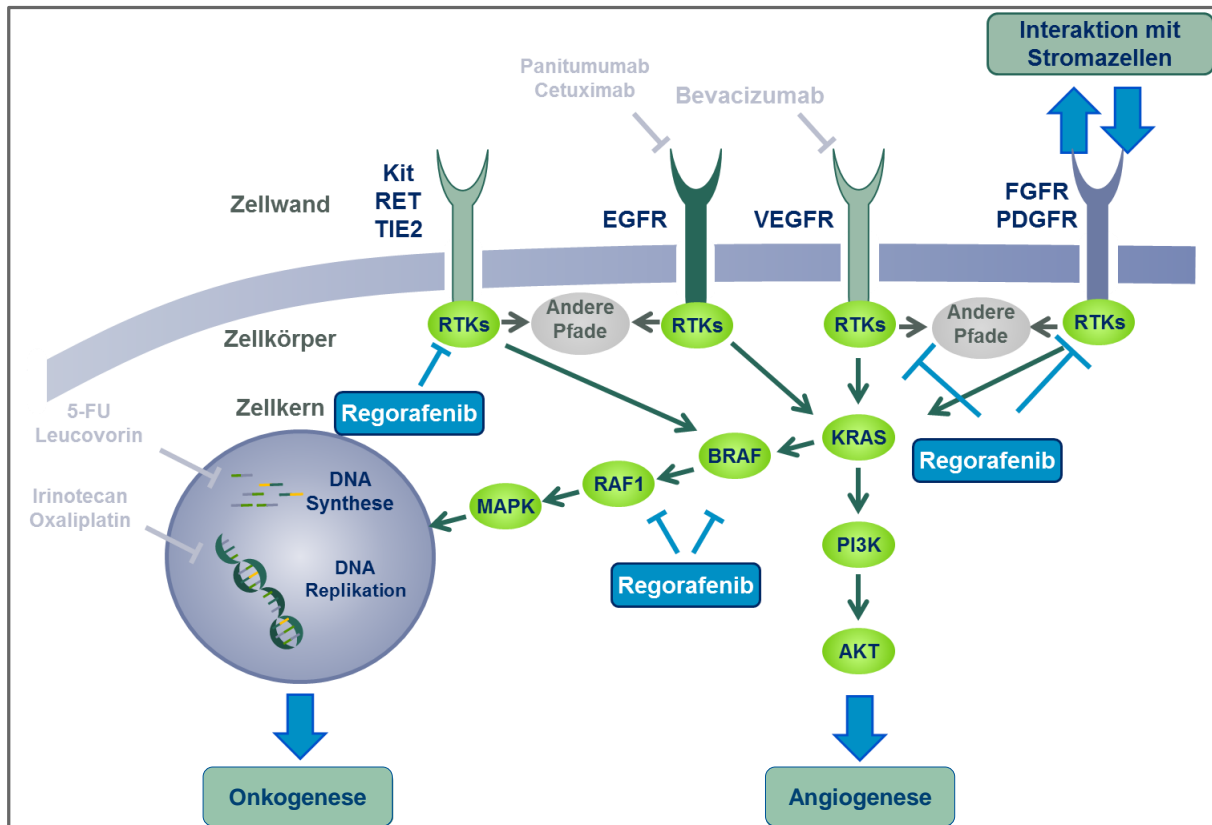 Interaktion mit
Stromazellen
Panitumumab
Cetuximab
Bevacizumab
Kit
RET
TIE2
Zellwand
EGFR
VEGFR
FGFR
PDGFR
RTKs
Andere
Pfade
RTKs
RTKs
Andere
Pfade
RTKs
Zellkörper
Zellkern
Regorafenib
5-FU
Leucovorin
KRAS
BRAF
Regorafenib
RAF1
MAPK
DNA
Synthese
Irinotecan
Oxaliplatin
PI3K
DNA
Replikation
Regorafenib
AKT
Onkogenese
Angiogenese